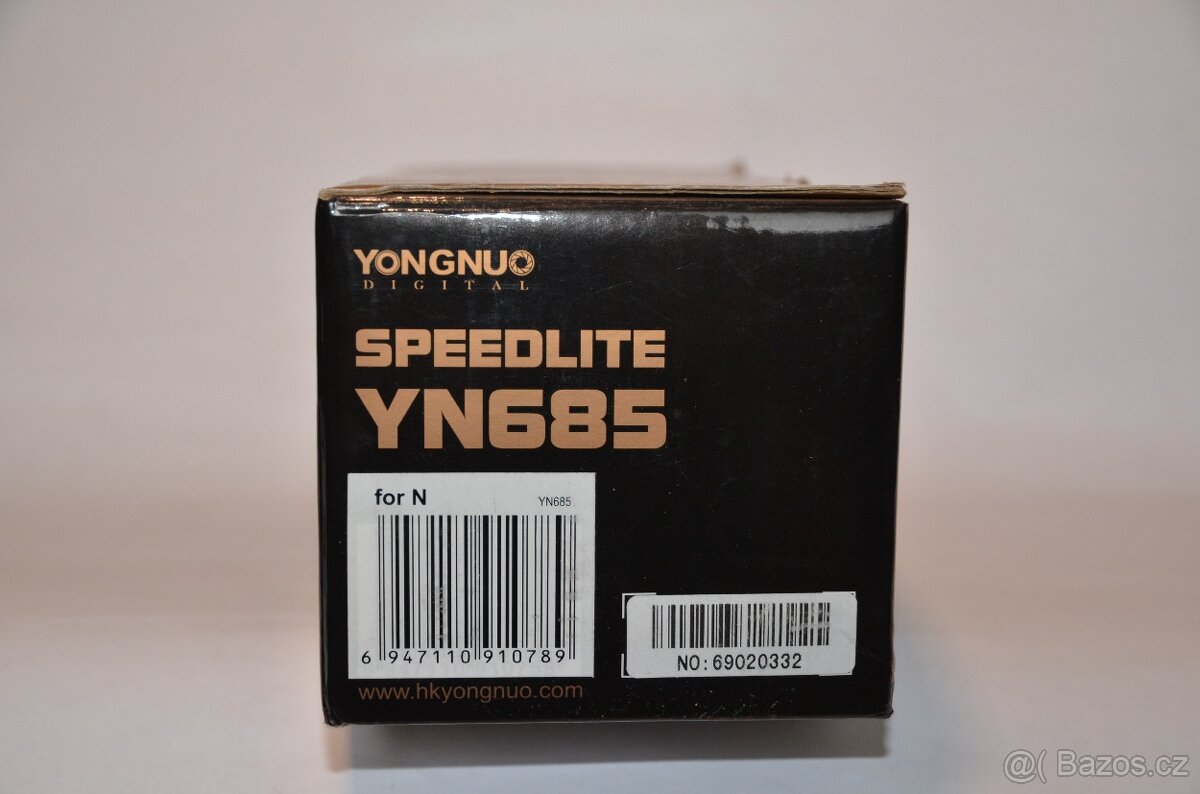 YONGNUO
DIGITAL
SPEEDLITE
YN685
for N
YN685
6 947110 910789
NO:69020332
www.hkyongnuo.com
@( Bazos.cz